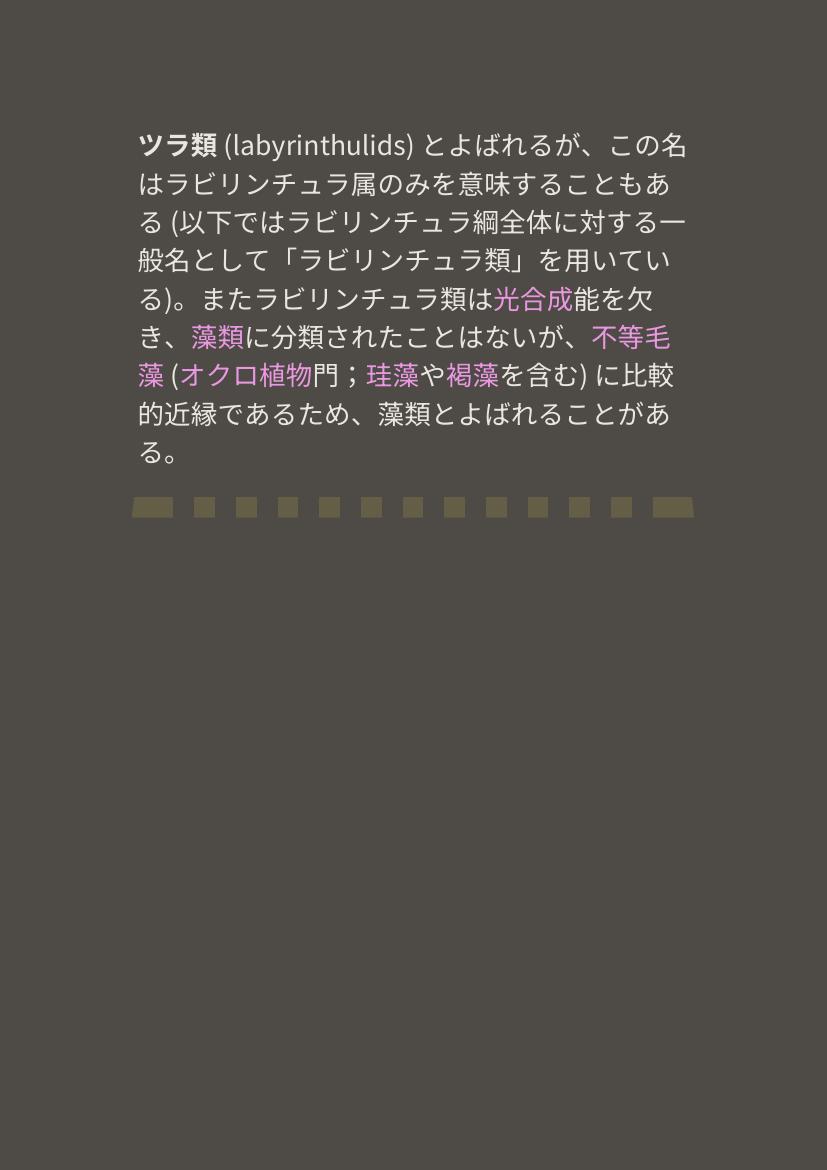 ツラ類 (labyrinthulids) とよばれるが、この名
はラビリンチュラ属のみを意味することもあ
る (以下ではラビリンチュラ綱全体に対する一
般名として「ラビリンチュラ類」を用いてい
る)。またラビリンチュラ類は光合成能を欠
き、藻類に分類されたことはないが、不等毛
藻 (オクロ植物門；珪藻や褐藻を含む) に比較
的近縁であるため、藻類とよばれることがあ
る。